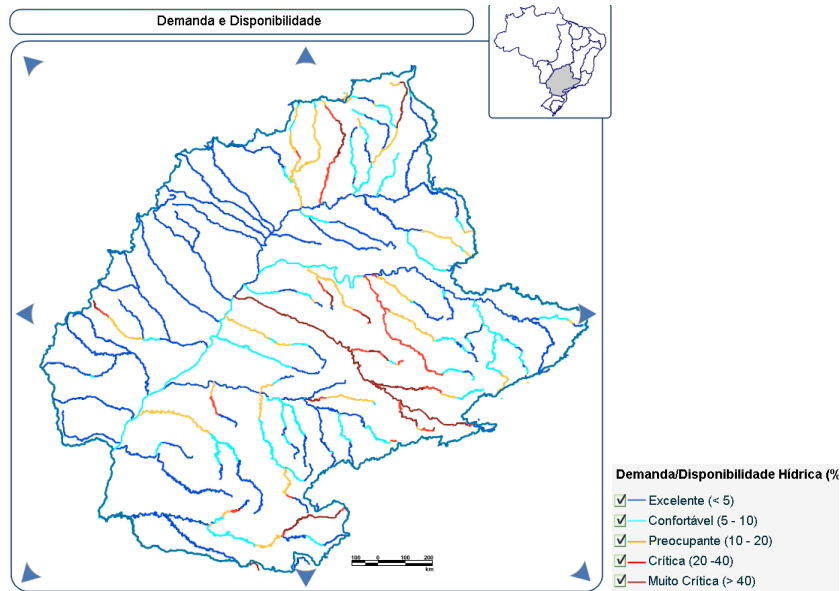 Demanda e Disponibilidade
Demanda/Disponibilidade Hídrica (%
Excelente (< 5)
Confortável (5 - 10)
Preocupante (10 - 20)
Crítica (20 -40)
Muito Crítica (> 40)
100 0 100 200
km